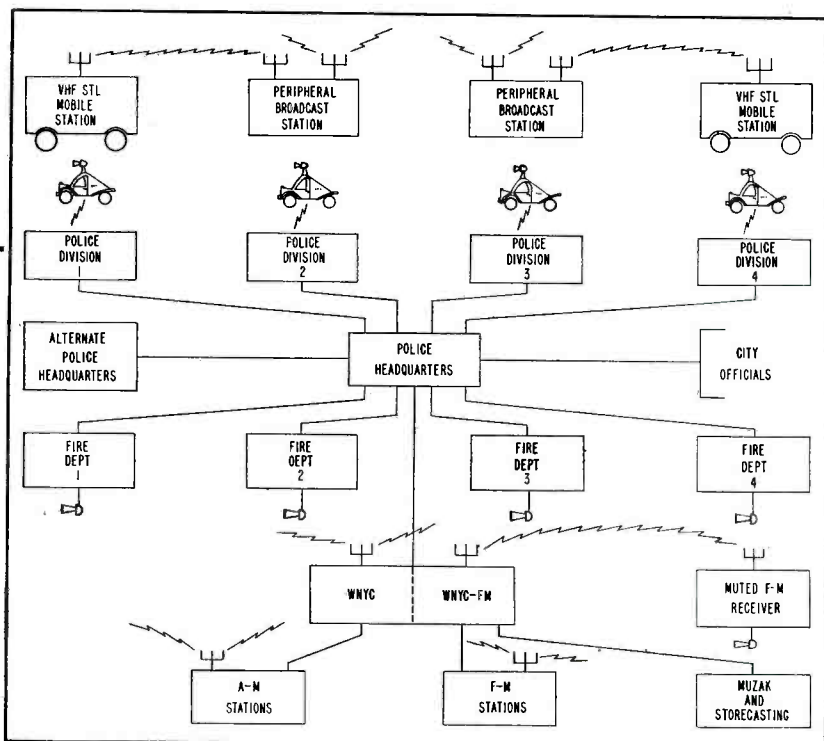 VHF STL
MOBILE
STATION
PERIPHERAL
BROADCAST
STATION
PERIPHERAL
BROADCAST
STATION
VHF STL
MOBILE
STATION
POLICE
DIVISION
1
POLICE
DIVISION
2
POLICE
DIVISION
3
POLICE
DIVISION
4
ALTERNATE
POLICE
HEADQUARTERS
POLICE
HEADQUARTERS
CITY
OFFICIALS
FIRE
DEPT
1
FIRE
DEPT
2
FIRE
DEPT
3
FIRE
DEPT
4
WNYC
WNYC-FM
MUTED F-M
RECEIVER
A-M
STATIONS
F-M
STATIONS
MUZAK
AND
STORECASTING